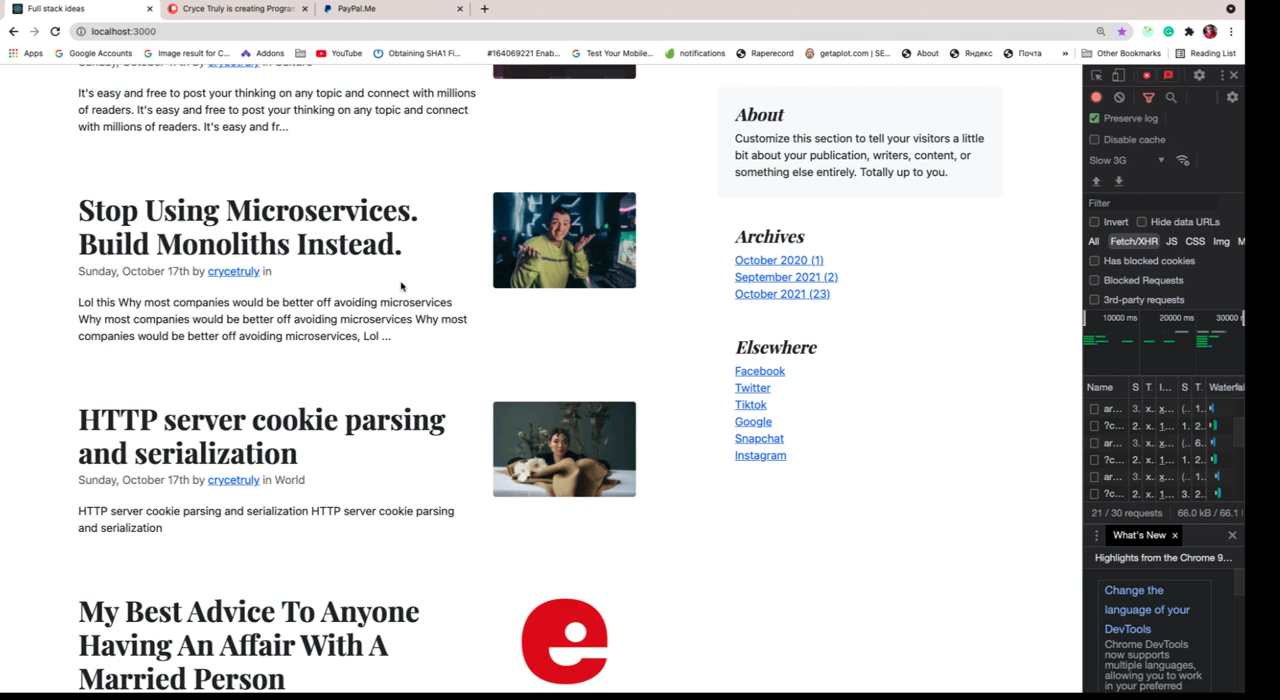 Full stack ideas
Cryce Truly is creating Program
PayPal.Me
localhost:3000
Apps
Google Accounts
Image result for C...
Addons
YouTube
Obtaining SHA1 Fi...
#164069221 Enab...
Test Your Mobile...
notifications
Raperecord
getaplot.com | SE...
About
Яндекс
Почта
»
Other Bookmarks
Reading List
Sunday, October 17th by crycetruly in Culture
It's easy and free to post your thinking on any topic and connect with millions
of readers. It's easy and free to post your thinking on any topic and connect
with millions of readers. It's easy and fr...
Stop Using Microservices.
Build Monoliths Instead.
Sunday, October 17th by crycetruly in
Lol this Why most companies would be better off avoiding microservices
Why most companies would be better off avoiding microservices Why most
companies would be better off avoiding microservices, Lol ...
HTTP server cookie parsing
and serialization
Sunday, October 17th by crycetruly in World
HTTP server cookie parsing and serialization HTTP server cookie parsing
and serialization
My Best Advice To Anyone
Having An Affair With A
Married Person
e
About
Customize this section to tell your visitors a little
bit about your publication, writers, content, or
something else entirely. Totally up to you.
Archives
October 2020 (1)
September 2021 (2)
October 2021 (23)
Elsewhere
Facebook
Twitter
Tiktok
Google
Snapchat
Instagram
Preserve log
Disable cache
Slow 3G
Filter
Invert
Hide data URLs
All Fetch/XHR JS CSS Img M
Has blocked cookies
Blocked Requests
3rd-party requests
10000 ms 20000 ms 30000
Name S T I... S T. Waterfal
ar... 3. x. x... (.. 1..
?c... 2. x. 1... 1. 2..
ar... 3. x. x... (.. 6.
?c... 2. x. 1... 1. 2..
ar... 3. x. x... (.. 1..
?c... 2. x. 1... 3. 2..
21 / 30 requests 66.0 kB / 66.1
What's New
Highlights from the Chrome 9...
Change the
language of your
DevTools
Chrome DevTools
now supports
multiple languages,
allowing you to
work in your preferred